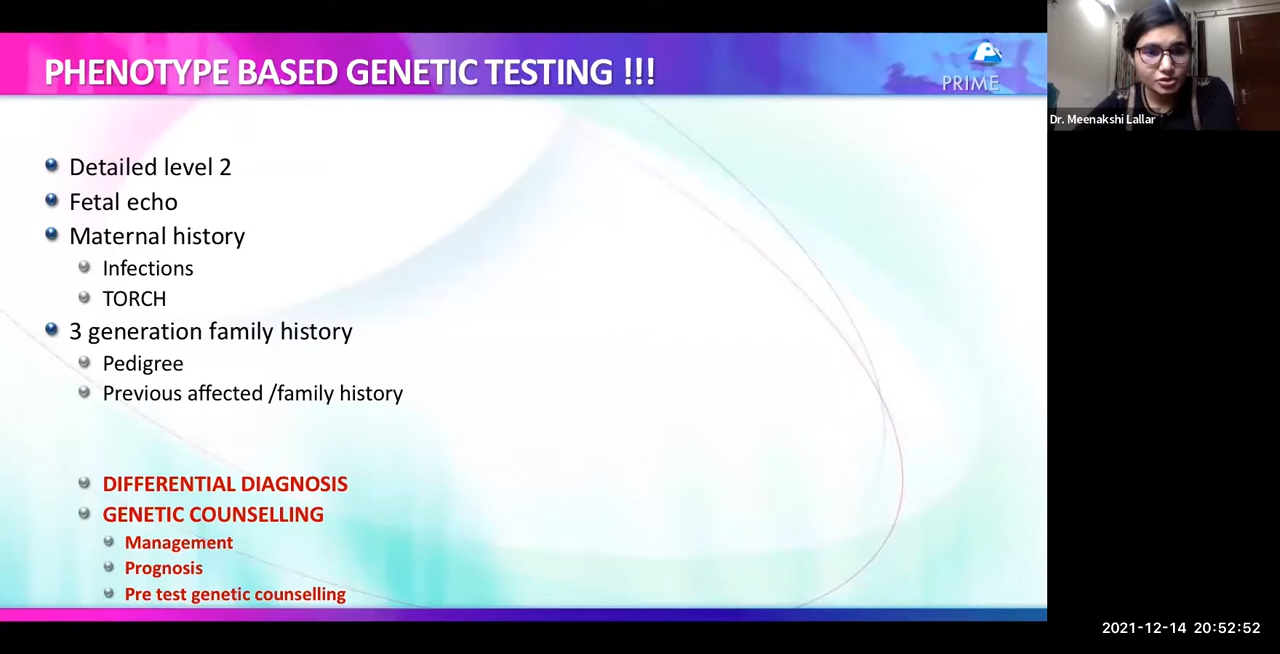 PHENOTYPE BASED GENETIC TESTING !!!
PRIME
Dr. Meenakshi Lallar
Detailed level 2
Fetal echo
Maternal history
Infections
TORCH
3 generation family history
Pedigree
Previous affected /family history
DIFFERENTIAL DIAGNOSIS
GENETIC COUNSELLING
Management
Prognosis
Pre test genetic counselling
2021-12-14 20:52:52